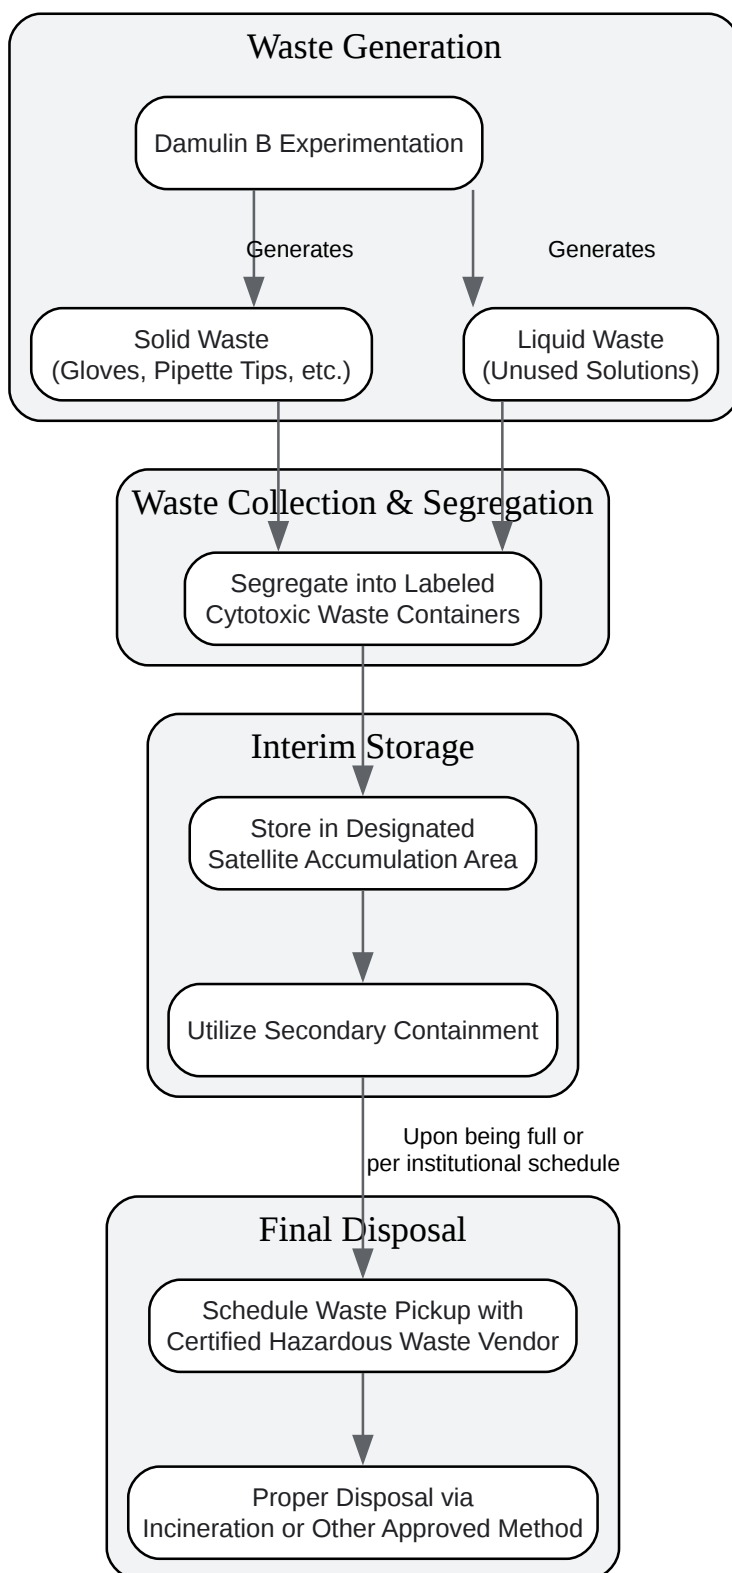 Waste Generation
Damulin B Experimentation
Generates
Generates
Solid Waste
(Gloves, Pipette Tips, etc.)
Liquid Waste
(Unused Solutions)
Waste Collection & Segregation
Segregate into Labeled
Cytotoxic Waste Containers
Interim Storage
Store in Designated
Satellite Accumulation Area
Utilize Secondary Containment
Upon being full or
per institutional schedule
Final Disposal
Schedule Waste Pickup with
Certified Hazardous Waste Vendor
Proper Disposal via
Incineration or Other Approved Method